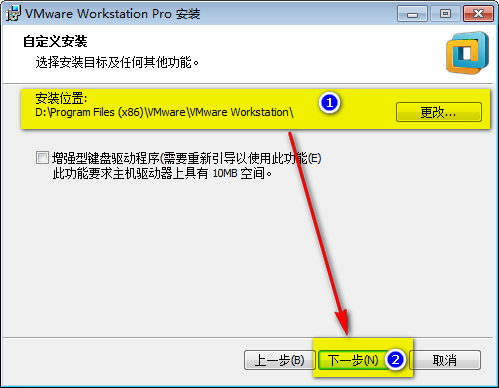 VMware Workstation Pro 安装
自定义安装
选择安装目标及任何其他功能。
安装位置:
D:\Program Files (x86)\VMware\VMware Workstation\
1
更改...
增强型键盘驱动程序(需要重新引导以使用此功能(E)
此功能要求主机驱动器上具有 10MB 空间。
上一步(B)
下一步(N)
2
取消